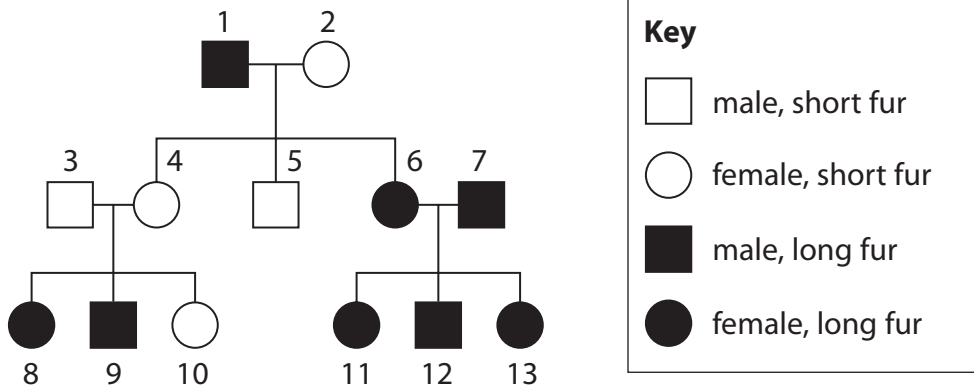 1 2
3 4 5 6 7
8 9 10 11 12 13
Key
male, short fur
female, short fur
male, long fur
female, long fur